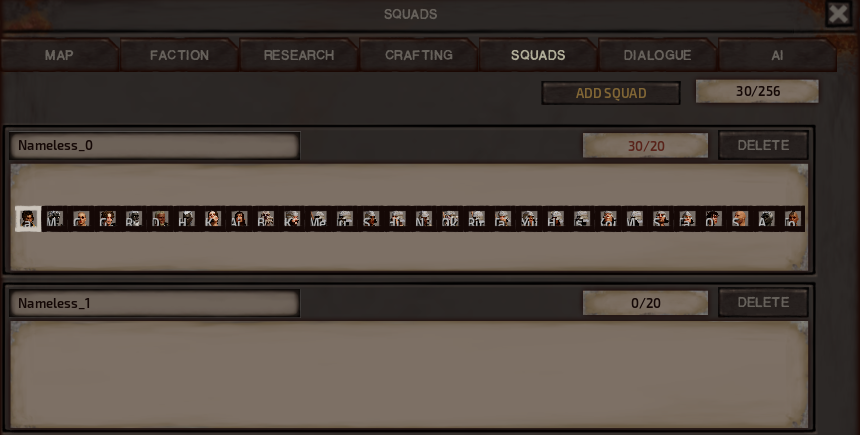 SQUADS
MAP FACTION RESEARCH CRAFTING SQUADS DIALOGUE AI
ADD SQUAD 30/256
Nameless_0 30/20 DELETE
Nameless_1 0/20 DELETE